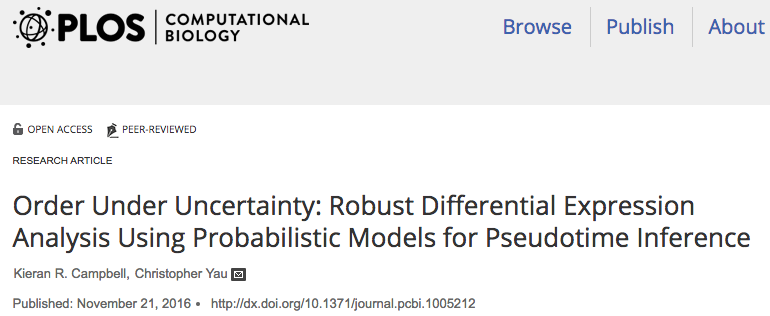 PLOS
COMPUTATIONAL
BIOLOGY
Browse
Publish
About
OPEN ACCESS
PEER-REVIEWED
RESEARCH ARTICLE
Order Under Uncertainty: Robust Differential Expression
Analysis Using Probabilistic Models for Pseudotime Inference
Kieran R. Campbell, Christopher Yau
Published: November 21, 2016 • http://dx.doi.org/10.1371/journal.pcbi.1005212